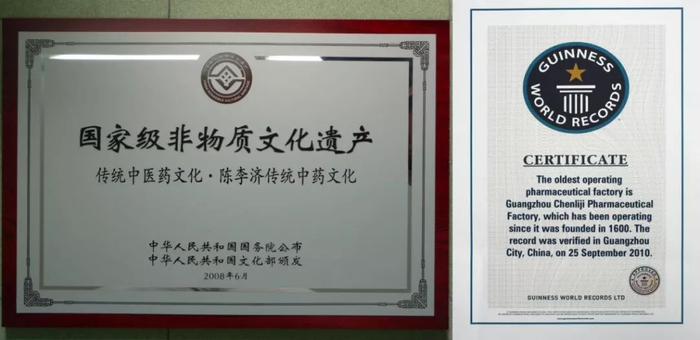 国家级非物质文化遗产
传统中医药文化·陈李济传统中药文化
中华人民共和国国务院公布
中华人民共和国文化部颁发
2008年6月
GUINNESS
WORLD RECORDS
CERTIFICATE
The oldest operating
pharmaceutical factory is
Guangzhou Chenliji Pharmaceutical
Factory, which has been operating
since it was founded in 1600. The
record was verified in Guangzhou
City, China, on 25 September 2010.
GUINNESS WORLD RECORDS LTD